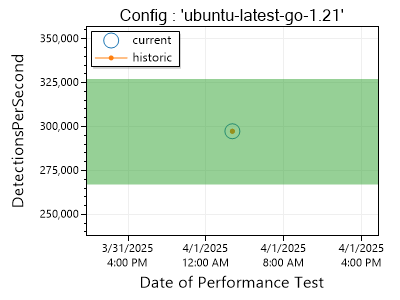 Config : 'ubuntu-latest-go-1.21'
current
historic
DetectionsPerSecond
350,000
325,000
300,000
275,000
250,000
3/31/2025 4/1/2025 4/1/2025 4/1/2025
4:00 PM 12:00 AM 8:00 AM 4:00 PM
Date of Performance Test